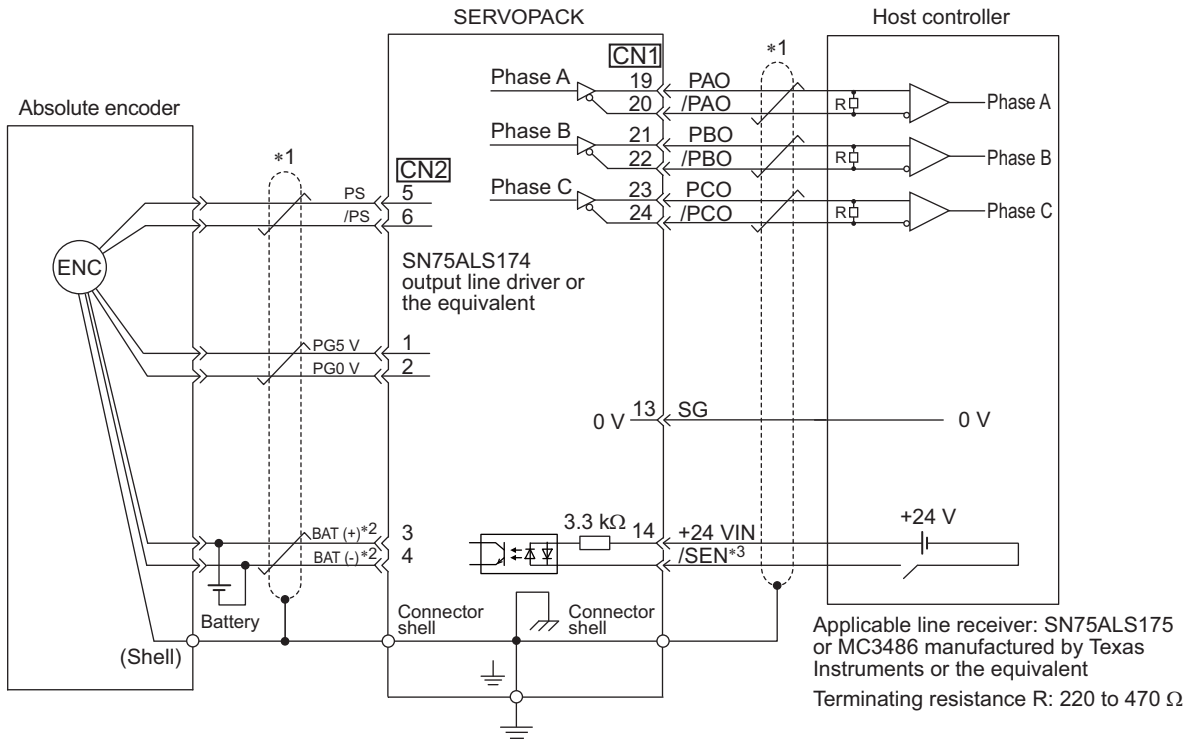 SERVOPACK
Host controller
Absolute encoder
*1
CN2
PS 5
/PS 6
ENC
PG5 V 1
PG0 V 2
BAT (+)*2 3
BAT (-)*2 4
Battery
(Shell)
Connector
shell
SN75ALS174
output line driver or
the equivalent
CN1
*1
Phase A 19 PAO R Phase A
20 /PAO
Phase B 21 PBO R Phase B
22 /PBO
Phase C 23 PCO R Phase C
24 /PCO
0 V 13 SG 0 V
3.3 kΩ 14 +24 VIN +24 V
/SEN*3
Connector
shell
Applicable line receiver: SN75ALS175
or MC3486 manufactured by Texas
Instruments or the equivalent
Terminating resistance R: 220 to 470 Ω